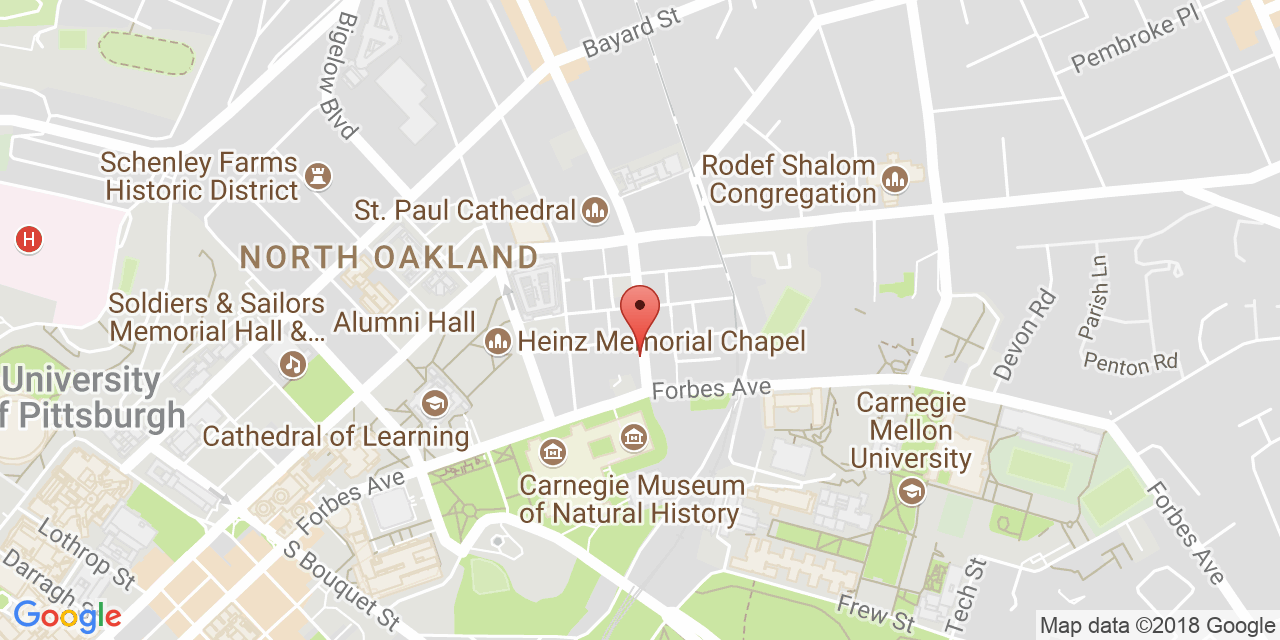 Bayard St
Pembroke Pl
Bigelow Blvd
Schenley Farms
Historic District
Rodef Shalom
Congregation
St. Paul Cathedral
H
NORTH OAKLAND
Soldiers & Sailors
Memorial Hall &...
Alumni Hall
Heinz Memorial Chapel
Parish Ln
Devon Rd
Penton Rd
University
f Pittsburgh
Forbes Ave
Carnegie
Mellon
University
Cathedral of Learning
Carnegie Museum
of Natural History
Forbes Ave
Forbes Ave
Lothrop St
Darragh S
S Bouquet St
Frew St
Tech St
Google
Map data ©2018 Google